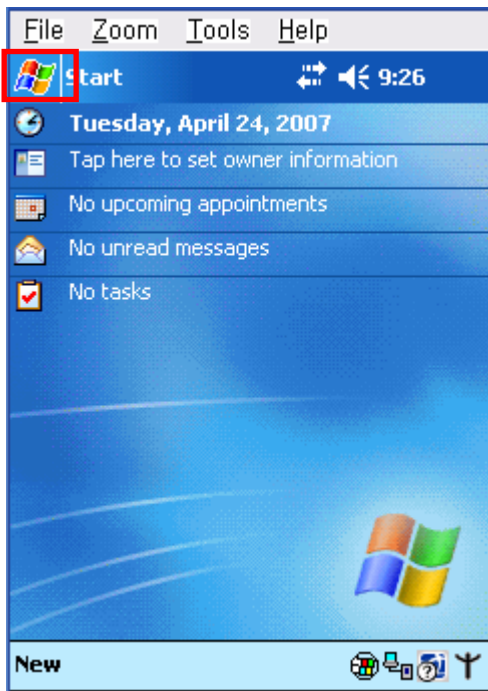 File Zoom Tools Help
Start 9:26
Tuesday, April 24, 2007
Tap here to set owner information
No upcoming appointments
No unread messages
No tasks
New